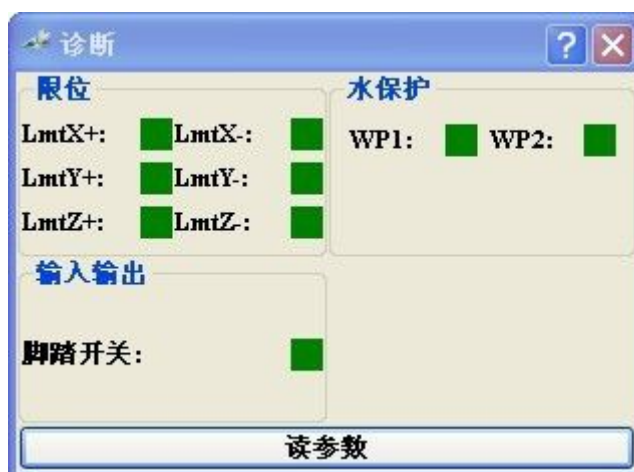 诊断
限位
LmtX+: LmtX-:
LmtY+: LmtY-:
LmtZ+: LmtZ-:
水保护
WP1: WP2:
输入输出
脚踏开关:
读参数